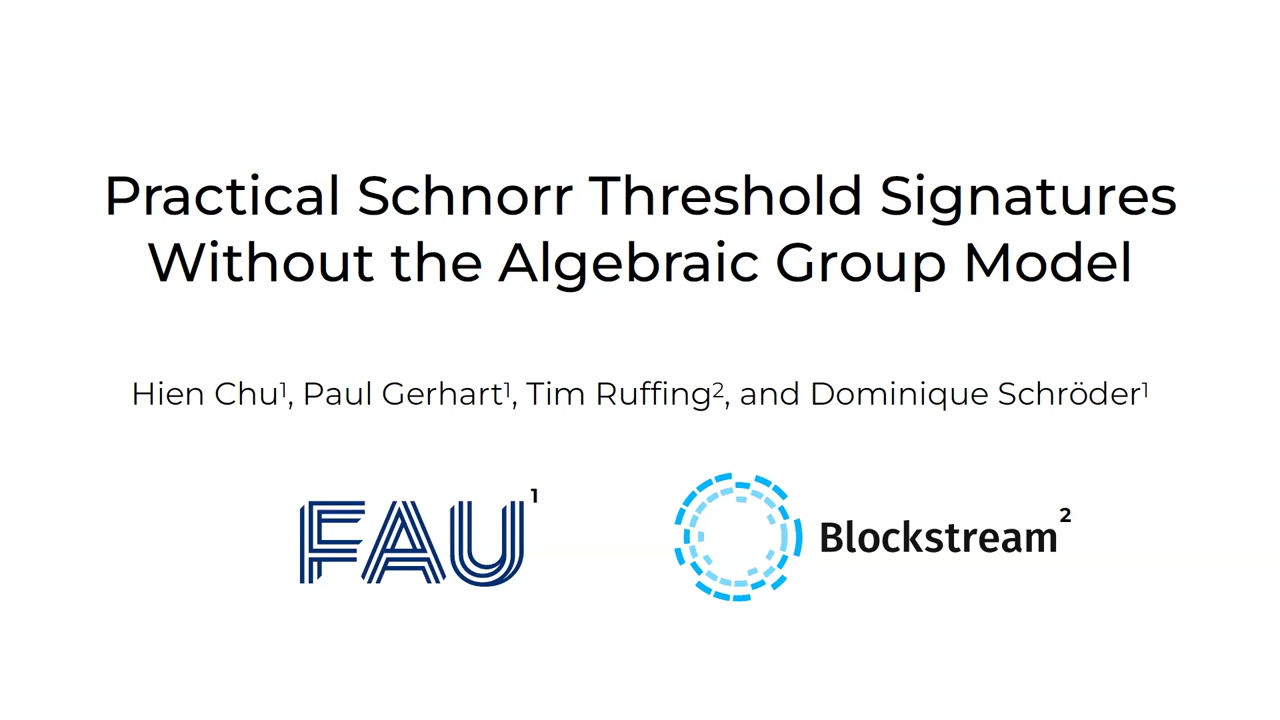 Practical Schnorr Threshold Signatures
Without the Algebraic Group Model
Hien Chu¹, Paul Gerhart¹, Tim Ruffing², and Dominique Schröder¹
FAU¹
Blockstream²